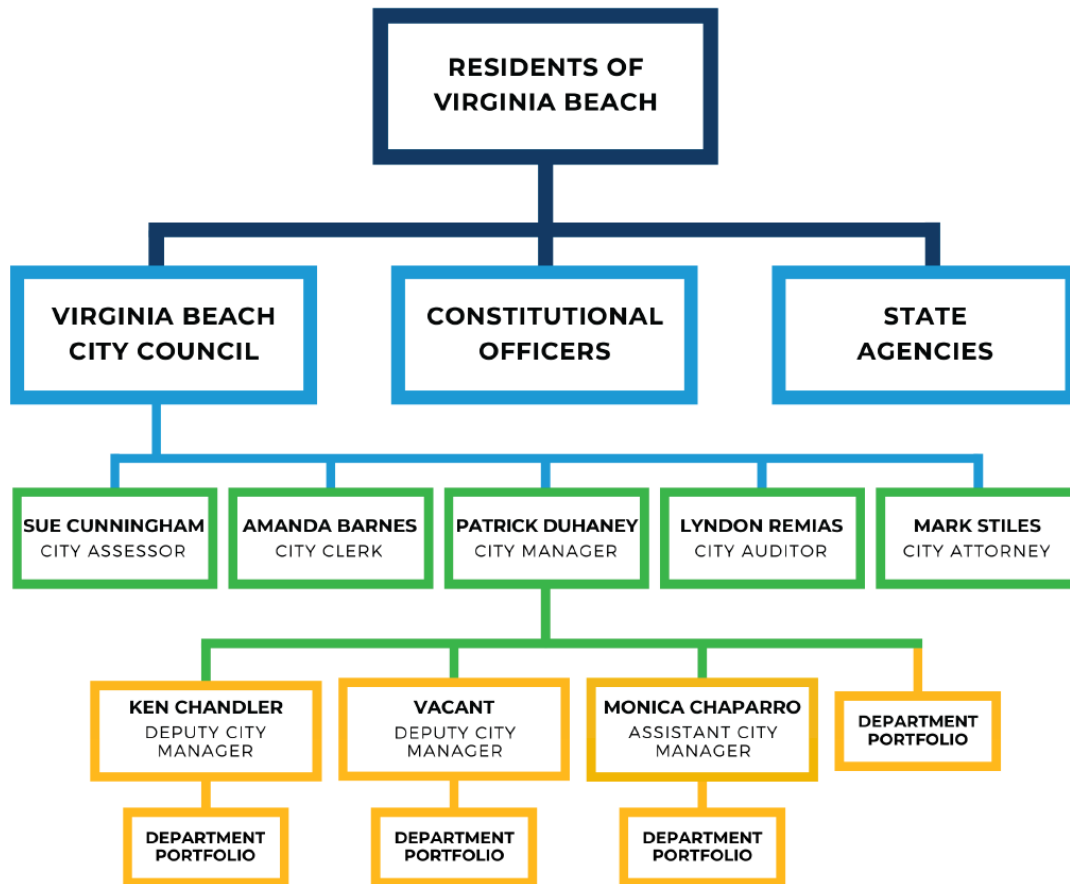 RESIDENTS OF
VIRGINIA BEACH
VIRGINIA BEACH
CITY COUNCIL
CONSTITUTIONAL
OFFICERS
STATE
AGENCIES
SUE CUNNINGHAM
CITY ASSESSOR
AMANDA BARNES
CITY CLERK
PATRICK DUHANEY
CITY MANAGER
LYNDON REMIAS
CITY AUDITOR
MARK STILES
CITY ATTORNEY
KEN CHANDLER
DEPUTY CITY
MANAGER
VACANT
DEPUTY CITY
MANAGER
MONICA CHAPARRO
ASSISTANT CITY
MANAGER
DEPARTMENT
PORTFOLIO
DEPARTMENT
PORTFOLIO
DEPARTMENT
PORTFOLIO
DEPARTMENT
PORTFOLIO